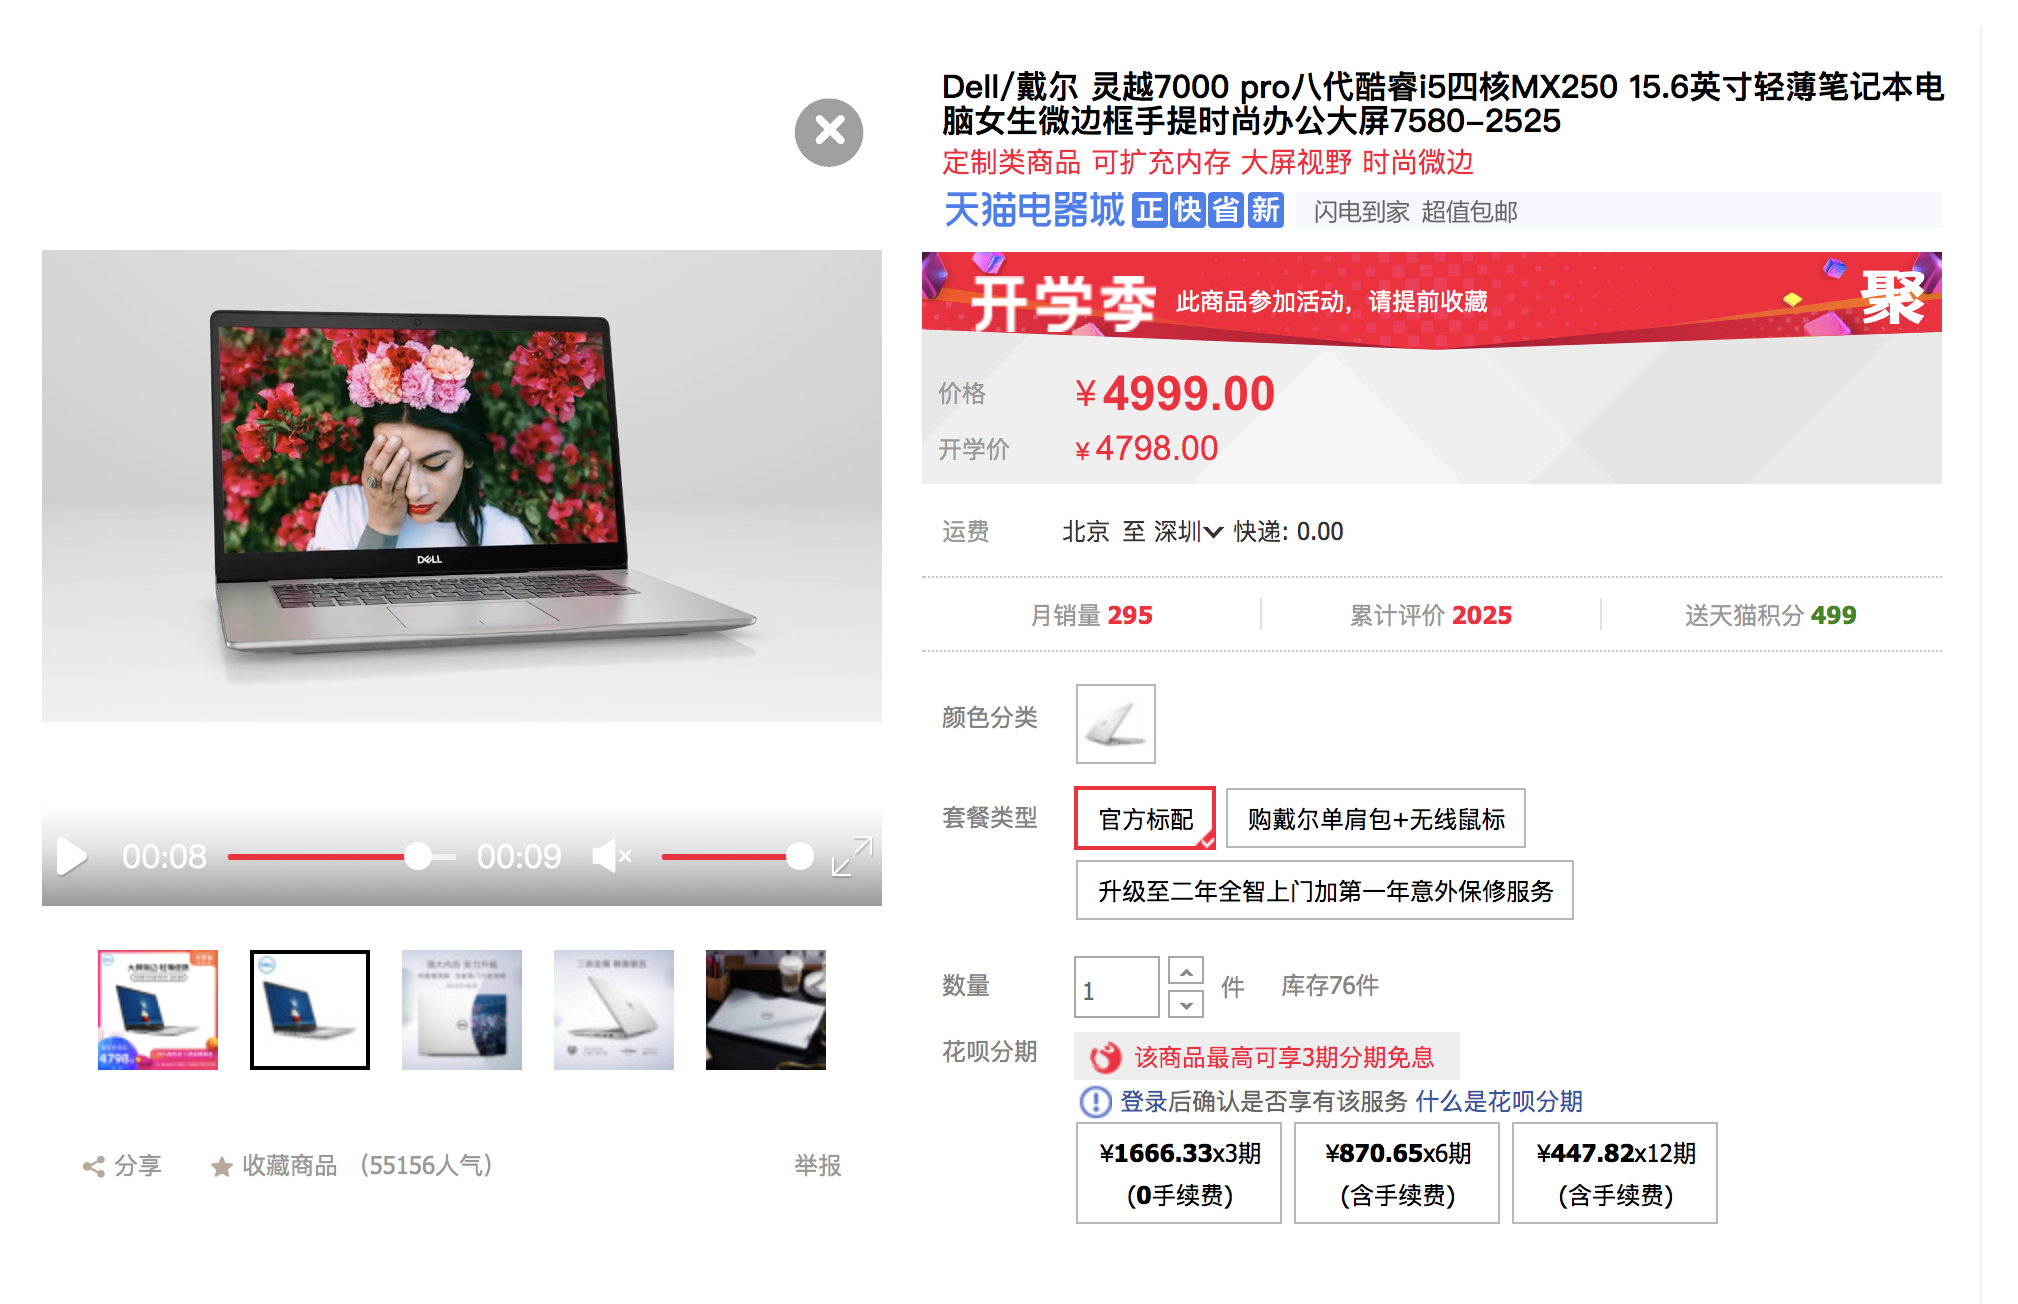 Dell/戴尔 灵越7000 pro八代酷睿i5四核MX250 15.6英寸轻薄笔记本电
脑女生微边框手提时尚办公大屏7580-2525
定制类商品 可扩充内存 大屏视野 时尚微边
天猫电器城 正 快 省 新 闪电到家 超值包邮
开学季 此商品参加活动，请提前收藏 聚
价格 ¥4999.00
开学价 ¥4798.00
运费 北京 至 深圳 快递: 0.00
月销量 295 累计评价 2025 送天猫积分 499
颜色分类
套餐类型 官方标配 购戴尔单肩包+无线鼠标
升级至二年全智上门加第一年意外保修服务
数量 1 件 库存76件
花呗分期 该商品最高可享3期分期免息
登录后确认是否享有该服务 什么是花呗分期
¥1666.33x3期 ¥870.65x6期 ¥447.82x12期
(0手续费) (含手续费) (含手续费)
DELL
00:08 00:09
4798
分享 收藏商品 (55156人气) 举报